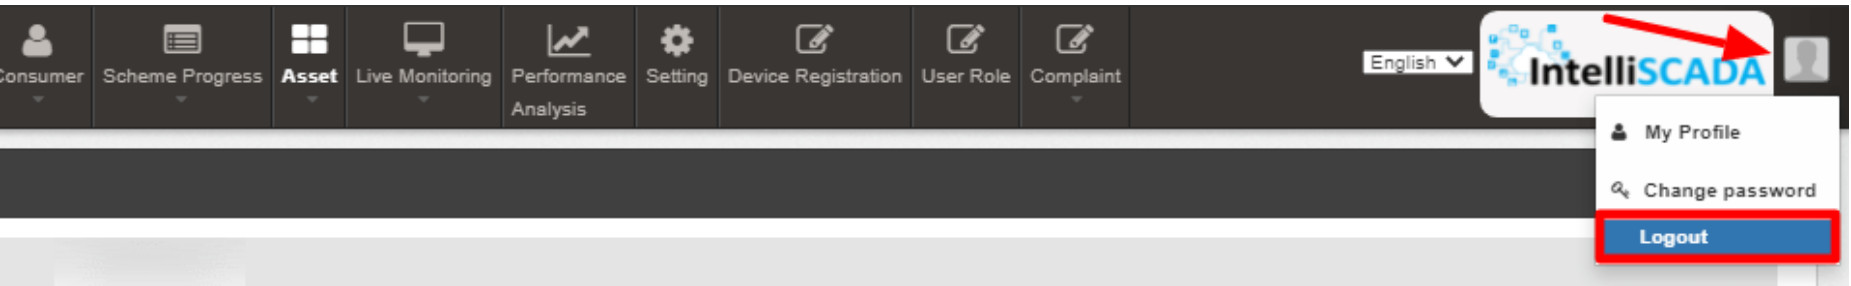 Consumer
Scheme Progress
Asset
Live Monitoring
Performance
Analysis
Setting
Device Registration
User Role
Complaint
English
IntelliSCADA
My Profile
Change password
Logout